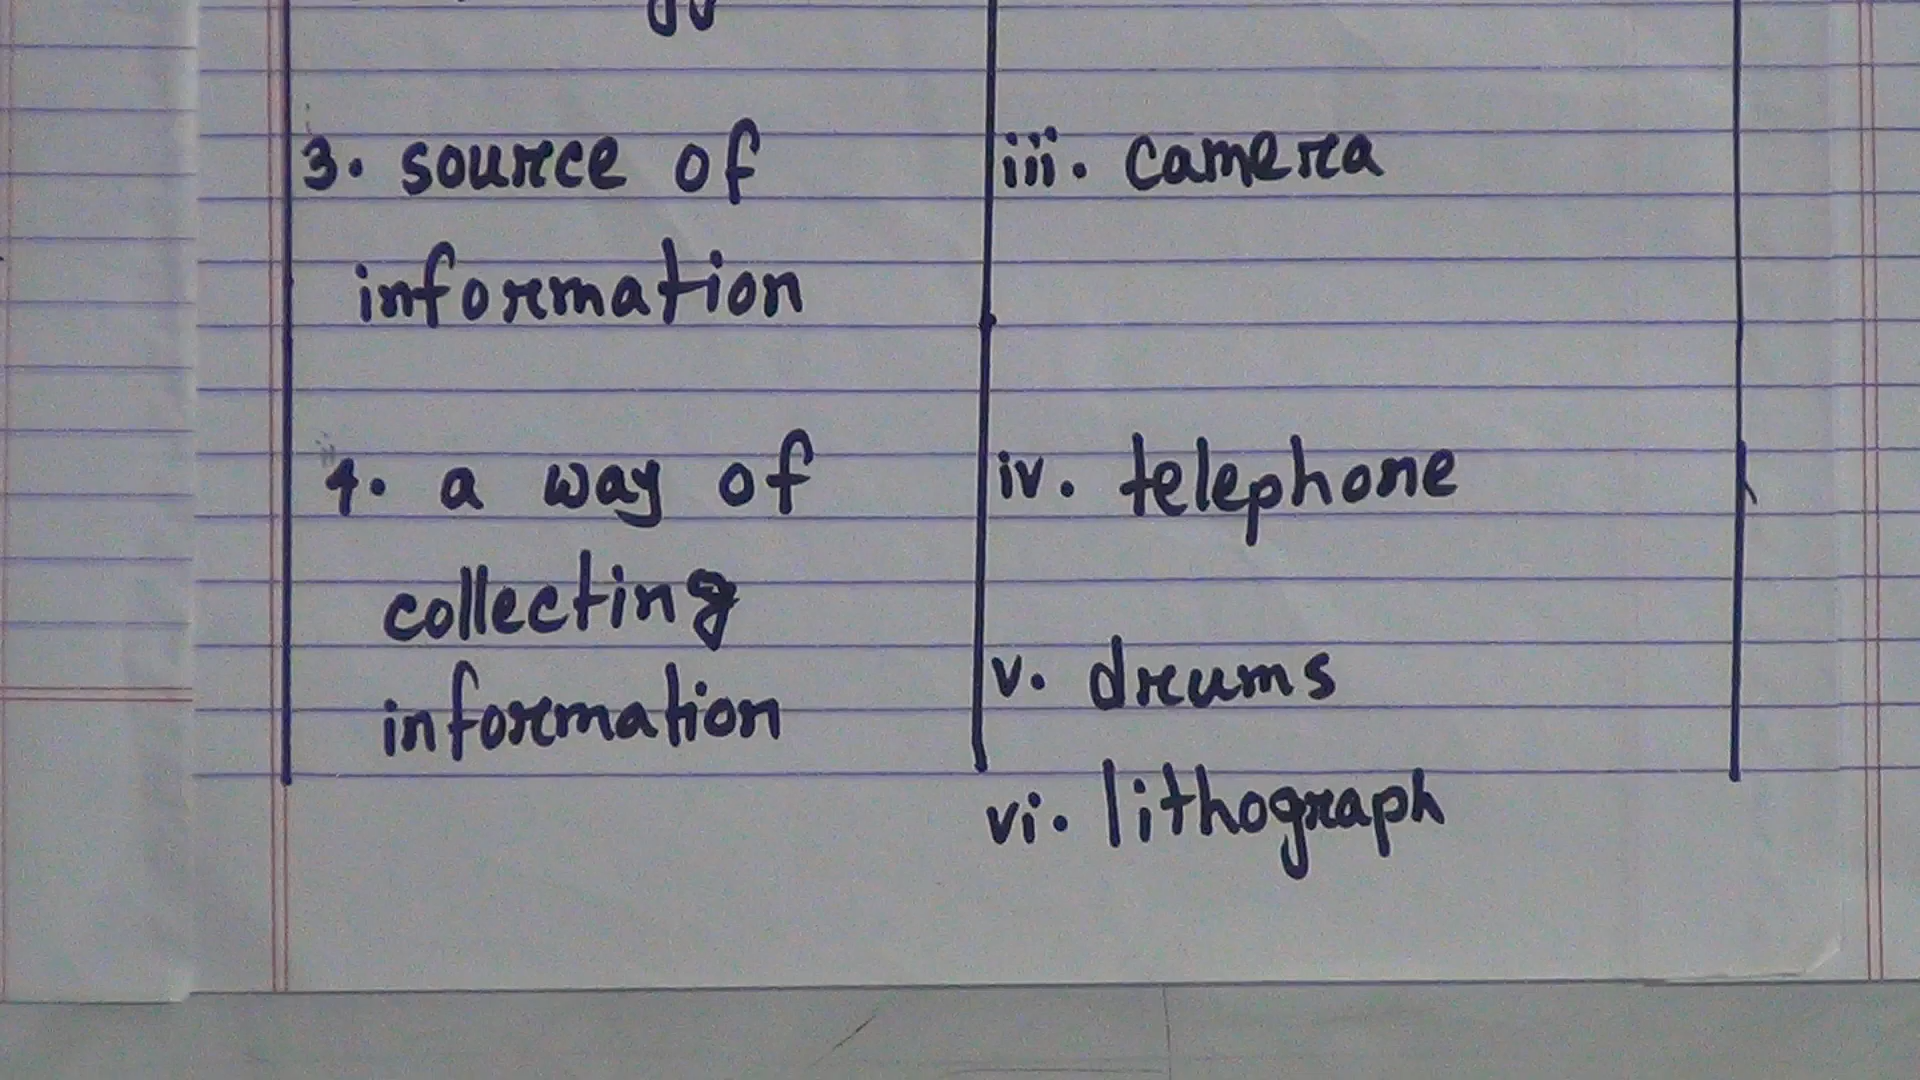 3. source of
information
iii. camera
4. a way of
collecting
information
iv. telephone
v. drums
vi. lithograph